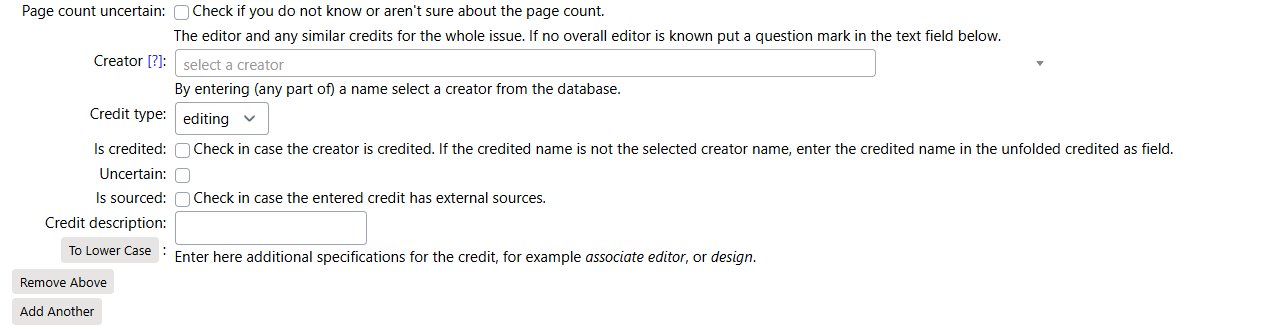 Page count uncertain: Check if you do not know or aren't sure about the page count.
The editor and any similar credits for the whole issue. If no overall editor is known put a question mark in the text field below.
Creator [?]: select a creator
By entering (any part of) a name select a creator from the database.
Credit type: editing
Is credited: Check in case the creator is credited. If the credited name is not the selected creator name, enter the credited name in the unfolded credited as field.
Uncertain:
Is sourced: Check in case the entered credit has external sources.
Credit description:
To Lower Case : Enter here additional specifications for the credit, for example associate editor, or design.
Remove Above
Add Another